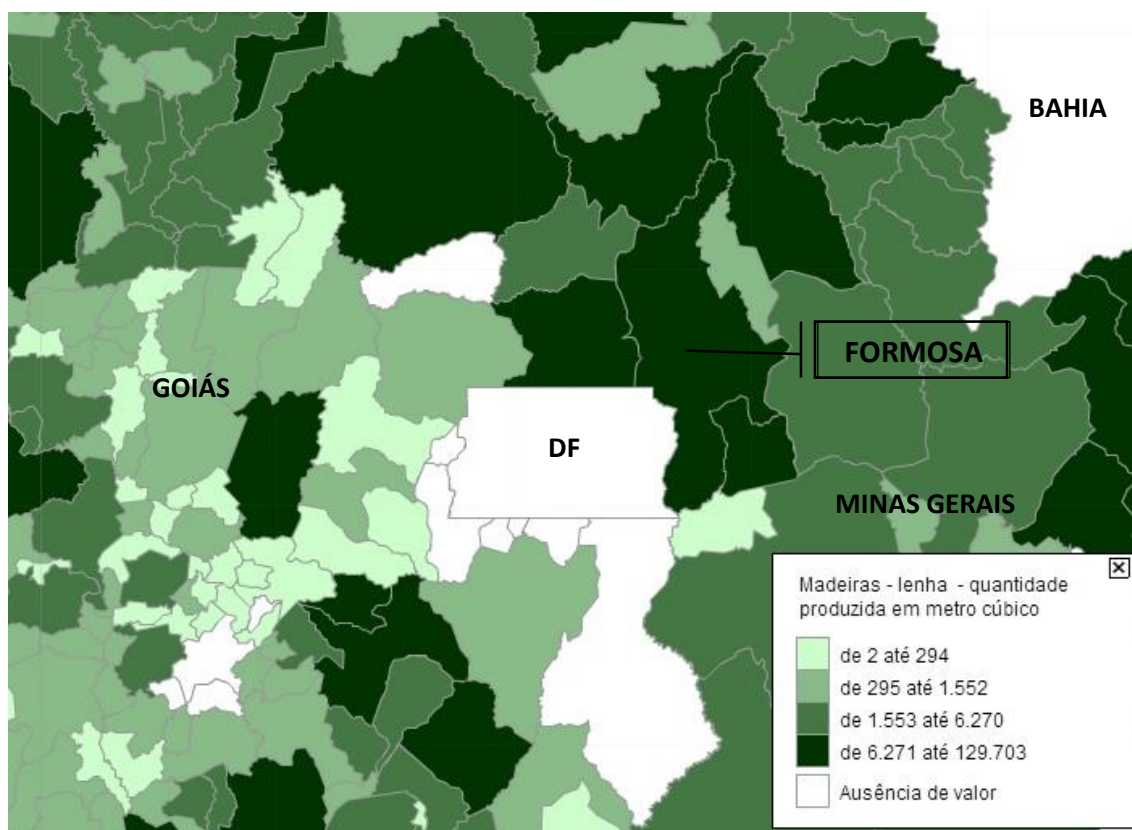 BAHIA
FORMOSA
GOIÁS
DF
MINAS GERAIS
Madeiras - lenha - quantidade
produzida em metro cúbico
de 2 até 294
de 295 até 1.552
de 1.553 até 6.270
de 6.271 até 129.703
Ausência de valor